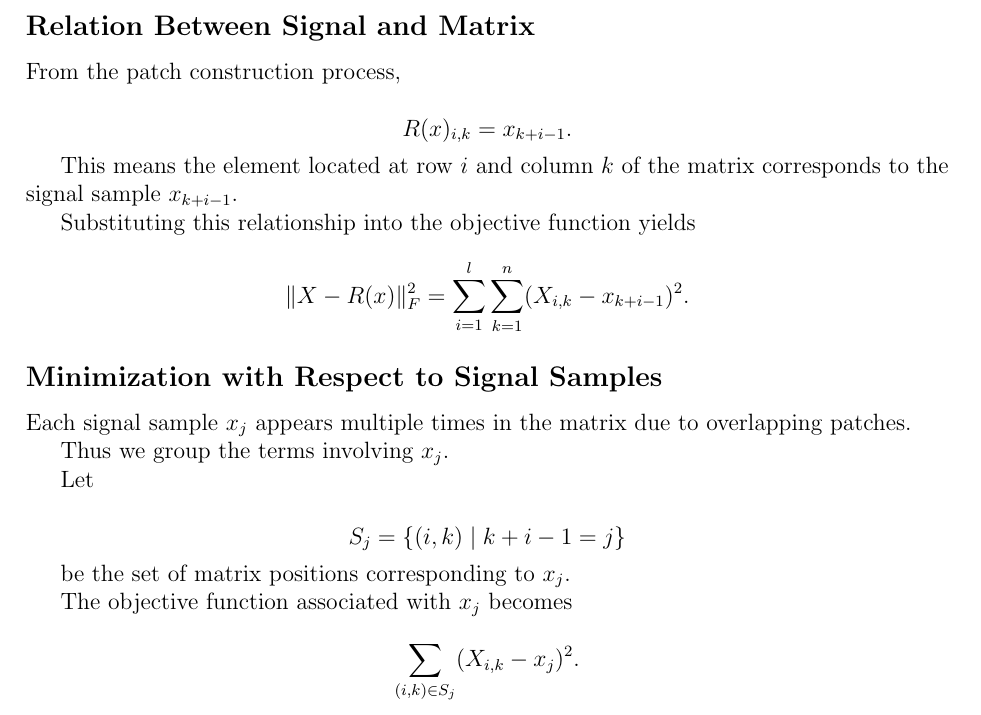 Relation Between Signal and Matrix
From the patch construction process,
R(x)_{i,k} = x_{k+i−1}.
This means the element located at row i and column k of the matrix corresponds to the
signal sample x_{k+i−1}.
Substituting this relationship into the objective function yields
‖X − R(x)‖_F^2 = \sum_{i=1}^{l} \sum_{k=1}^{n} (X_{i,k} − x_{k+i−1})^2.
Minimization with Respect to Signal Samples
Each signal sample x_j appears multiple times in the matrix due to overlapping patches.
Thus we group the terms involving x_j.
Let
S_j = {(i, k) | k + i − 1 = j}
be the set of matrix positions corresponding to x_j.
The objective function associated with x_j becomes
\sum_{(i,k)∈S_j} (X_{i,k} − x_j)^2.